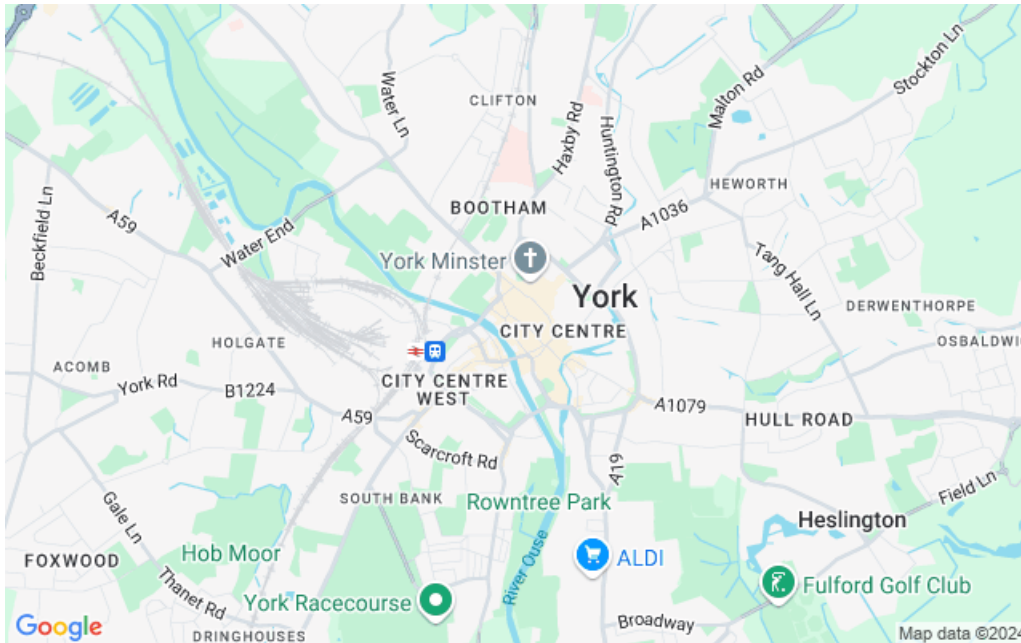 Water Ln
CLIFTON
Haxby Rd
Huntington Rd
Malton Rd
Stockton Ln
HEWORTH
BOOTHAM
A1036
Beckfield Ln
A59
Water End
York Minster
York
Tang Hall Ln
DERWENTHORPE
CITY CENTRE
OSBALDWIC
HOLGATE
ACOMB
York Rd
B1224
CITY CENTRE
WEST
A59
A1079
HULL ROAD
Scarcroft Rd
A19
SOUTH BANK
Rowntree Park
Field Ln
Gale Ln
Heslington
FOXWOOD
Hob Moor
River Ouse
ALDI
Thanet Rd
York Racecourse
Fulford Golf Club
Broadway
Google
DRINGHOUSES
Map data ©2024